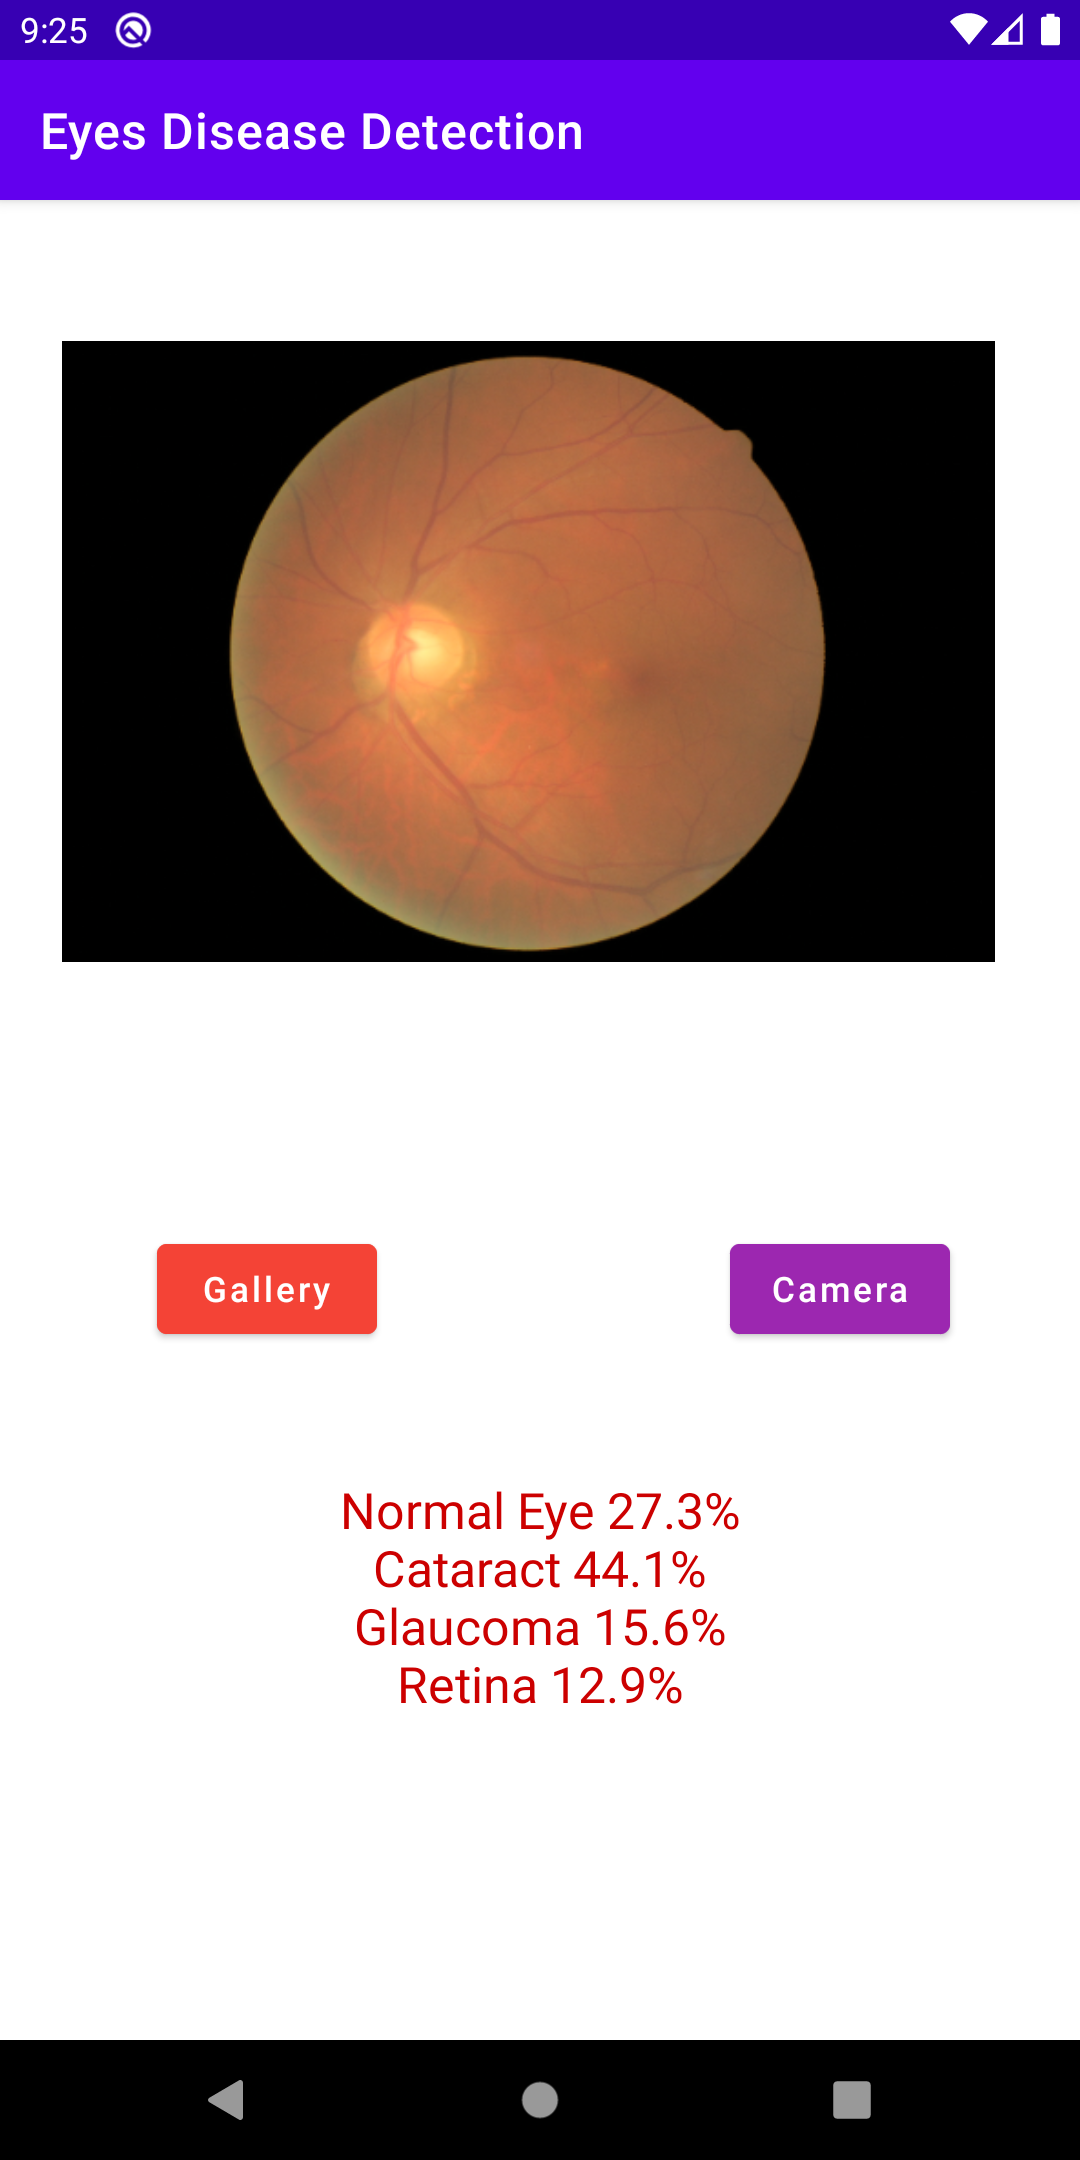 9:25
Eyes Disease Detection
Gallery
Camera
Normal Eye 27.3%
Cataract 44.1%
Glaucoma 15.6%
Retina 12.9%